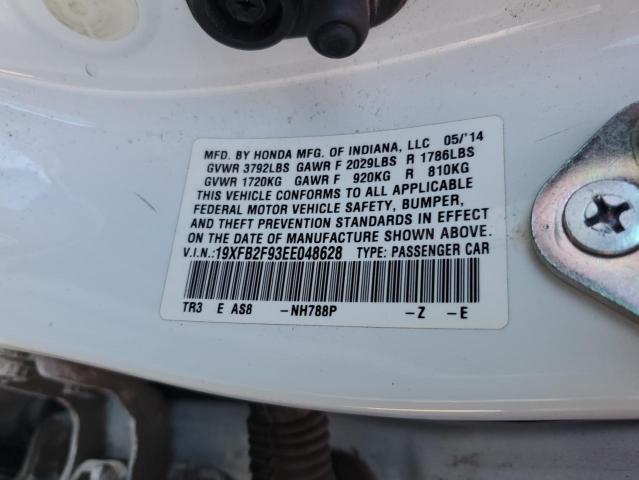 MFD. BY HONDA MFG. OF INDIANA, LLC 05/'14
GVWR 3792LBS GAWR F 2029LBS R 1786LBS
GVWR 1720KG GAWR F 920KG R 810KG
THIS VEHICLE CONFORMS TO ALL APPLICABLE
FEDERAL MOTOR VEHICLE SAFETY, BUMPER,
AND THEFT PREVENTION STANDARDS IN EFFECT
ON THE DATE OF MANUFACTURE SHOWN ABOVE.
V.I.N.:19XFB2F93EE048628 TYPE: PASSENGER CAR
TR3 E AS8 -NH788P -Z -E